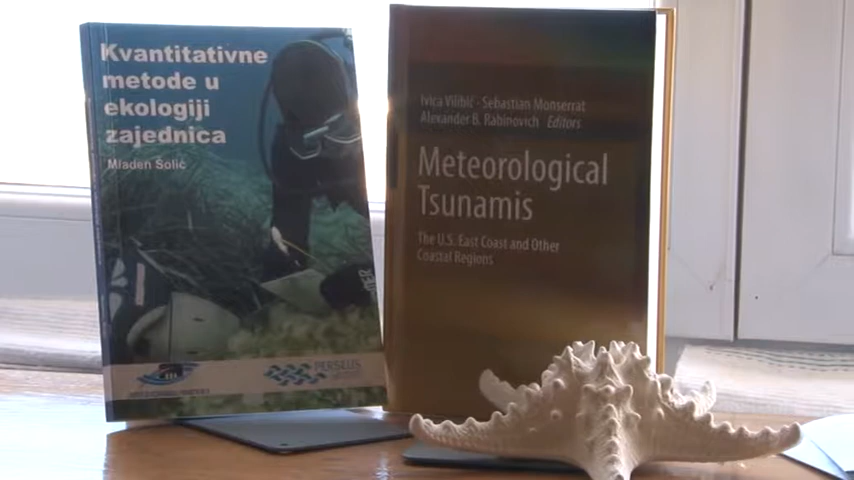 Kvantitativne
metode u
ekologiji
zajednica
Mladen Šolić
PERSEUS
Ivica Vilibić · Sebastian Monserrat
Alexander B. Rabinovich Editors
Meteorological
Tsunamis
The U.S. East Coast and Other
Coastal Regions